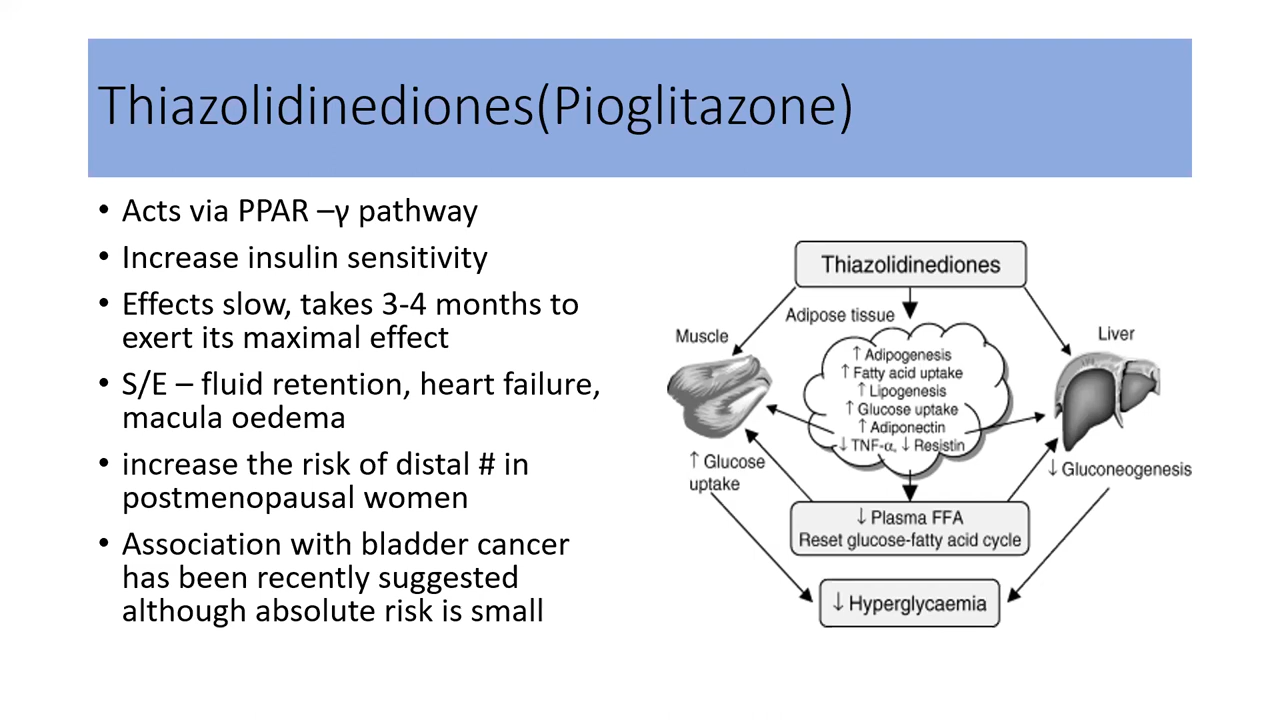 Thiazolidinediones(Pioglitazone)
• Acts via PPAR –γ pathway
• Increase insulin sensitivity
• Effects slow, takes 3-4 months to
exert its maximal effect
• S/E – fluid retention, heart failure,
macula oedema
• increase the risk of distal # in
postmenopausal women
• Association with bladder cancer
has been recently suggested
although absolute risk is small
Thiazolidinediones
Adipose tissue
Muscle
Liver
↑ Adipogenesis
↑ Fatty acid uptake
↑ Lipogenesis
↑ Glucose uptake
↑ Adiponectin
↓ TNF-α, ↓ Resistin
↑ Glucose
uptake
↓ Gluconeogenesis
↓ Plasma FFA
Reset glucose-fatty acid cycle
↓ Hyperglycaemia